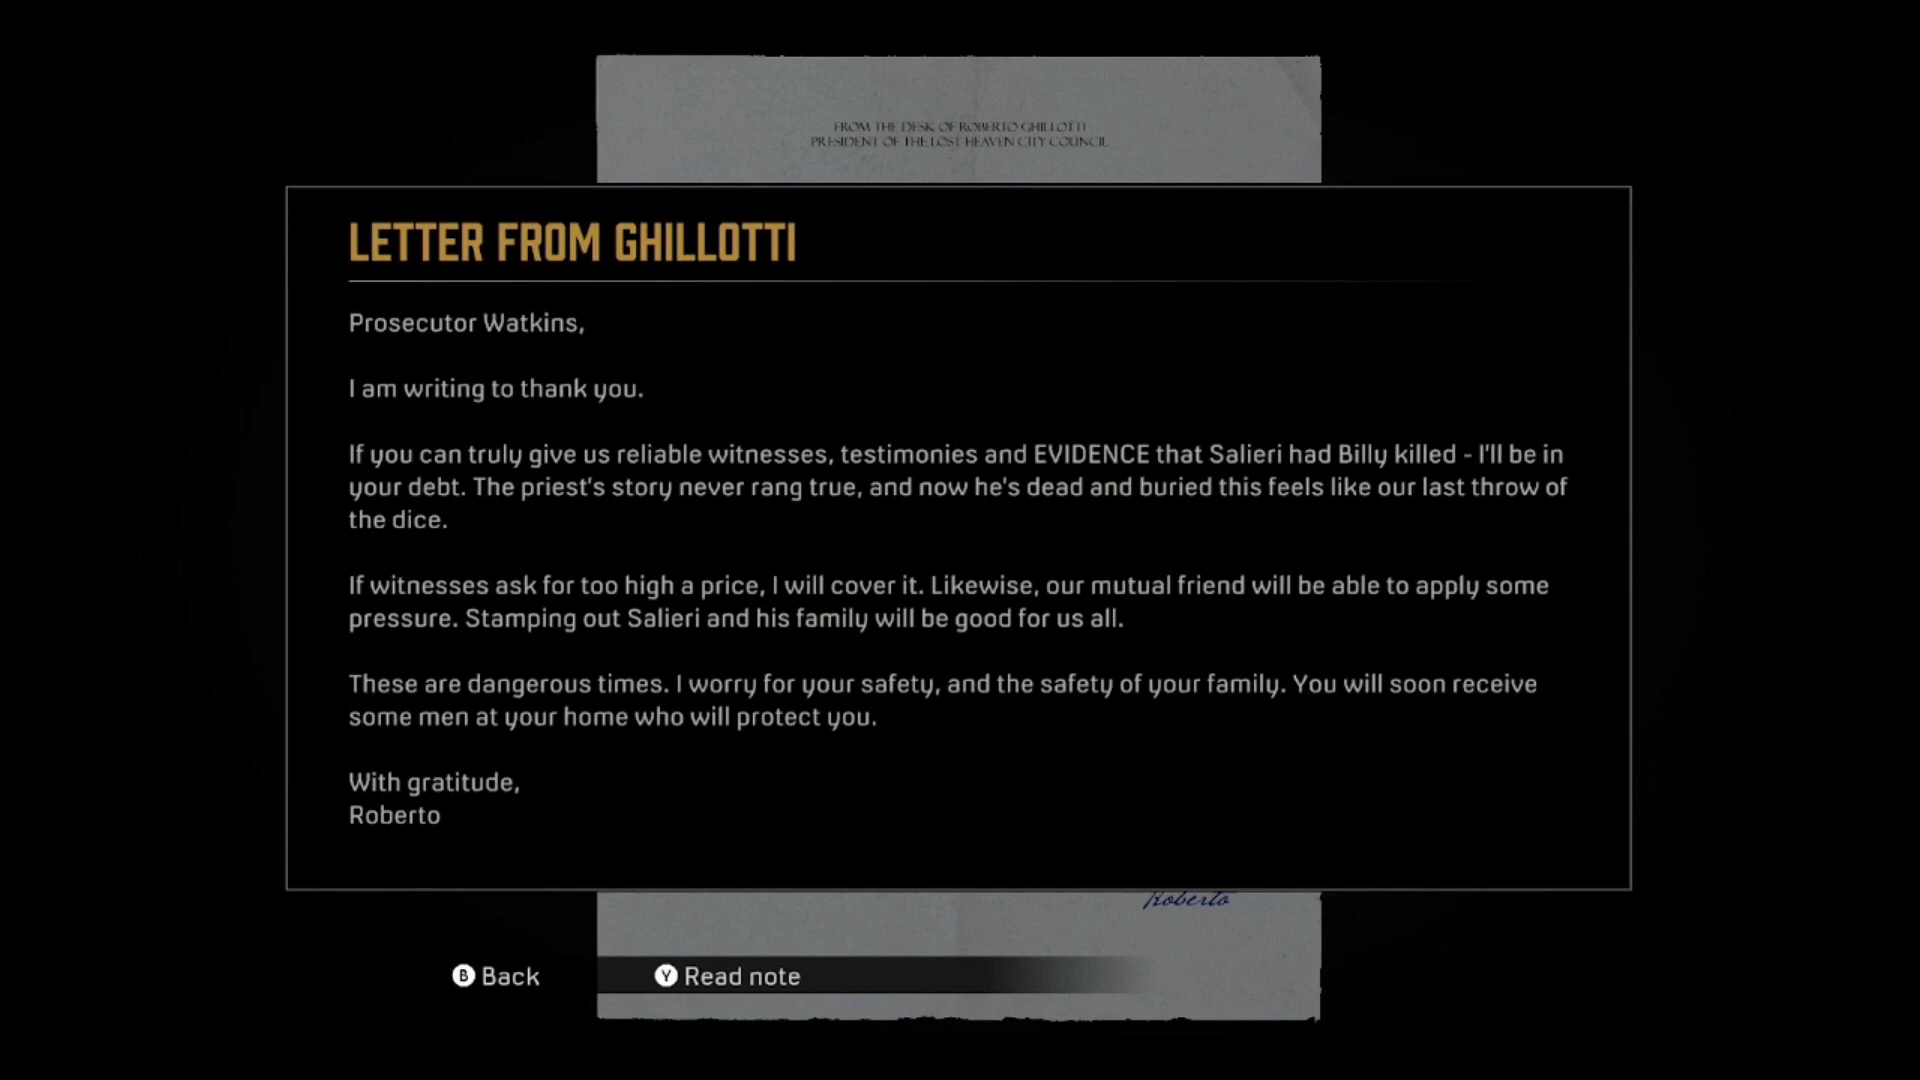 FROM THE DESK OF ROBERTO GHILLOTTI
PRESIDENT OF THE LOST HEAVEN CITY COUNCIL
LETTER FROM GHILLOTTI
Prosecutor Watkins,
I am writing to thank you.
If you can truly give us reliable witnesses, testimonies and EVIDENCE that Salieri had Billy killed - I'll be in
your debt. The priest's story never rang true, and now he's dead and buried this feels like our last throw of
the dice.
If witnesses ask for too high a price, I will cover it. Likewise, our mutual friend will be able to apply some
pressure. Stamping out Salieri and his family will be good for us all.
These are dangerous times. I worry for your safety, and the safety of your family. You will soon receive
some men at your home who will protect you.
With gratitude,
Roberto
Roberto
B Back
Y Read note